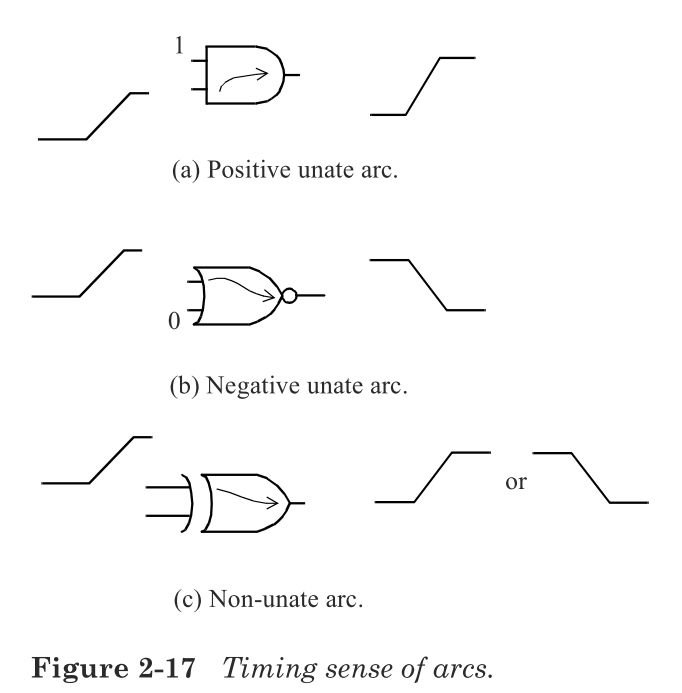 1
(a) Positive unate arc.
0
(b) Negative unate arc.
or
(c) Non-unate arc.
Figure 2-17 Timing sense of arcs.